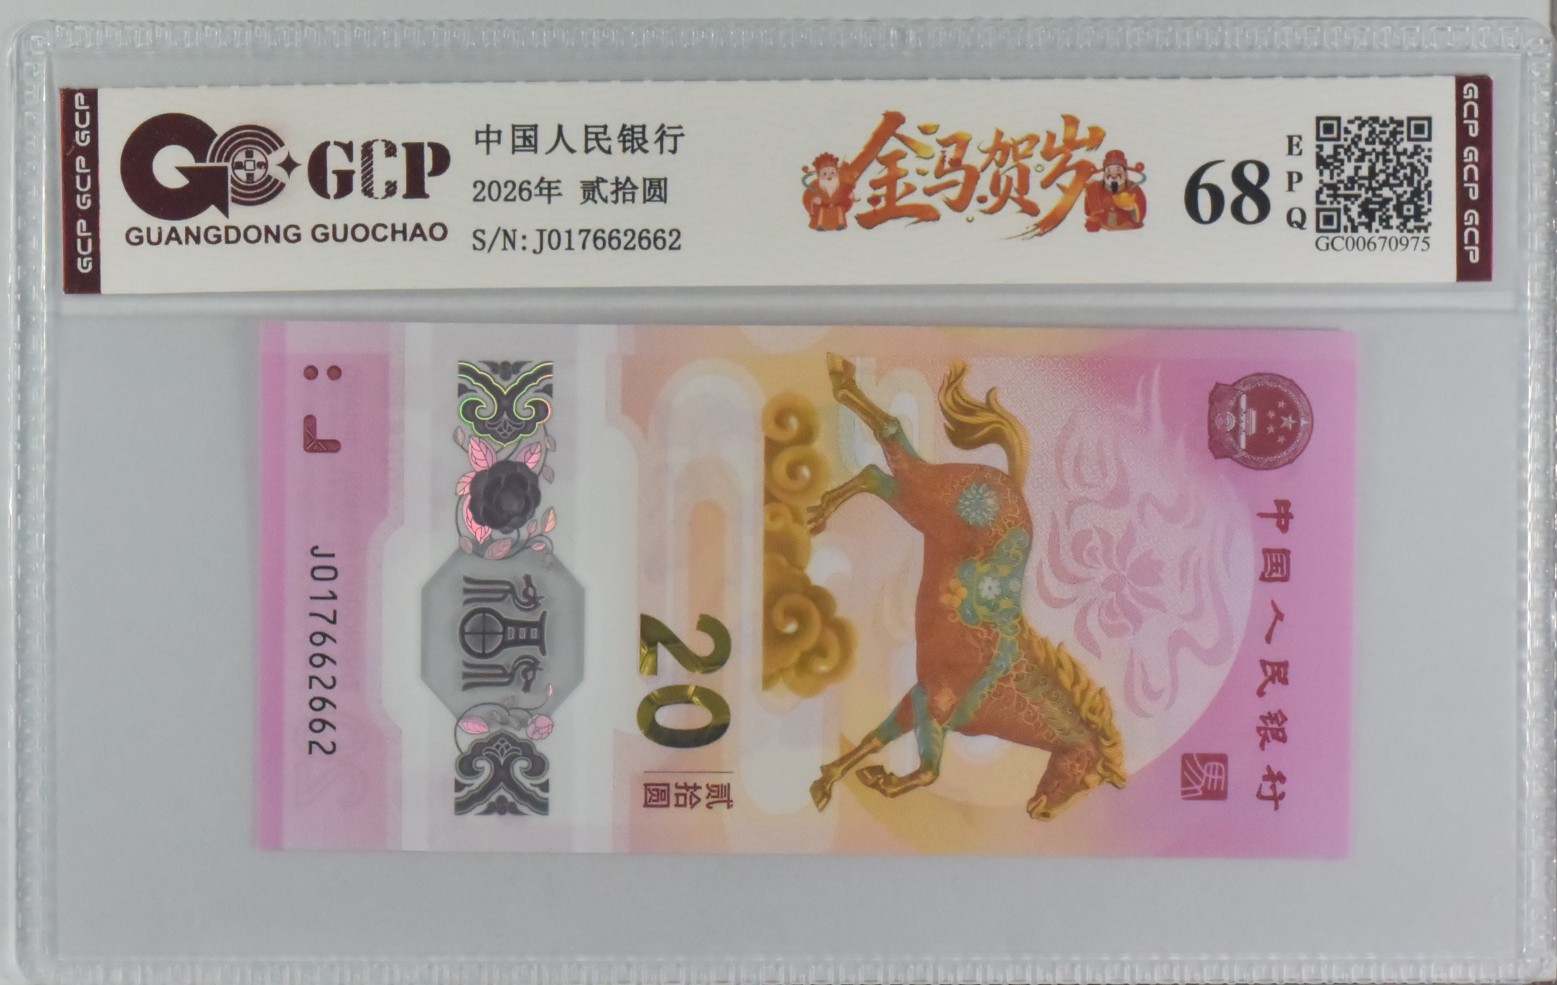 GCP GCP GCP
GCP
GUANGDONG GUOCHAO
中国人民银行
2026年 贰拾圆
S/N:J017662662
金马贺岁
68
EPQ
GC00670975
GCP GCP GCP
中国人民银行
馬
20
贰拾圆
J017662662